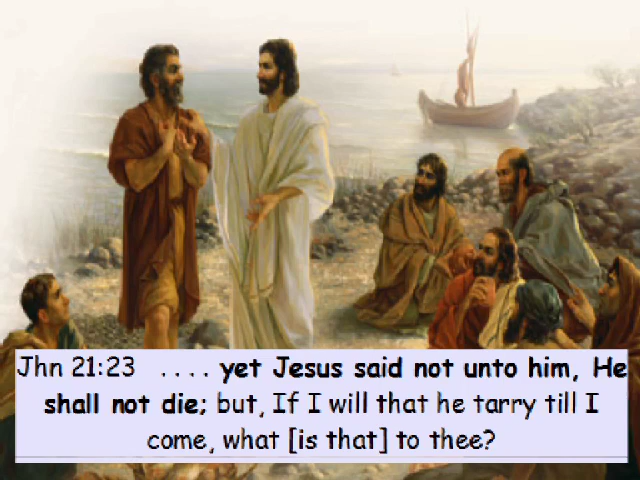 Jhn 21:23 .... yet Jesus said not unto him, He
shall not die; but, If I will that he tarry till I
come, what [is that] to thee?